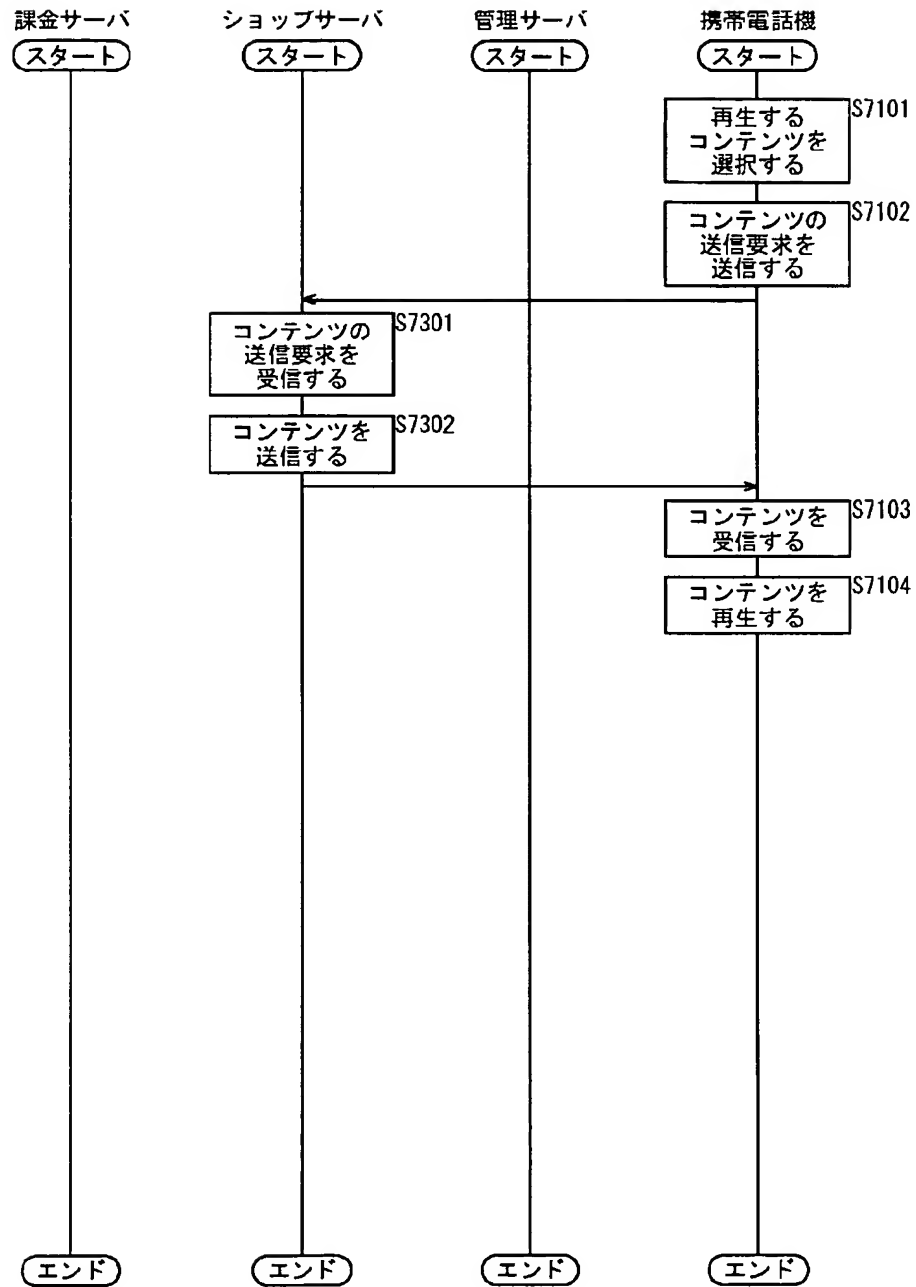 課金サーバ
ショップサーバ
管理サーバ
携帯電話機
スタート
スタート
スタート
スタート
再生する
コンテンツを
選択する
S7101
コンテンツの
送信要求を
送信する
S7102
コンテンツの
送信要求を
受信する
S7301
コンテンツを
送信する
S7302
コンテンツを
受信する
S7103
コンテンツを
再生する
S7104
エンド
エンド
エンド
エンド